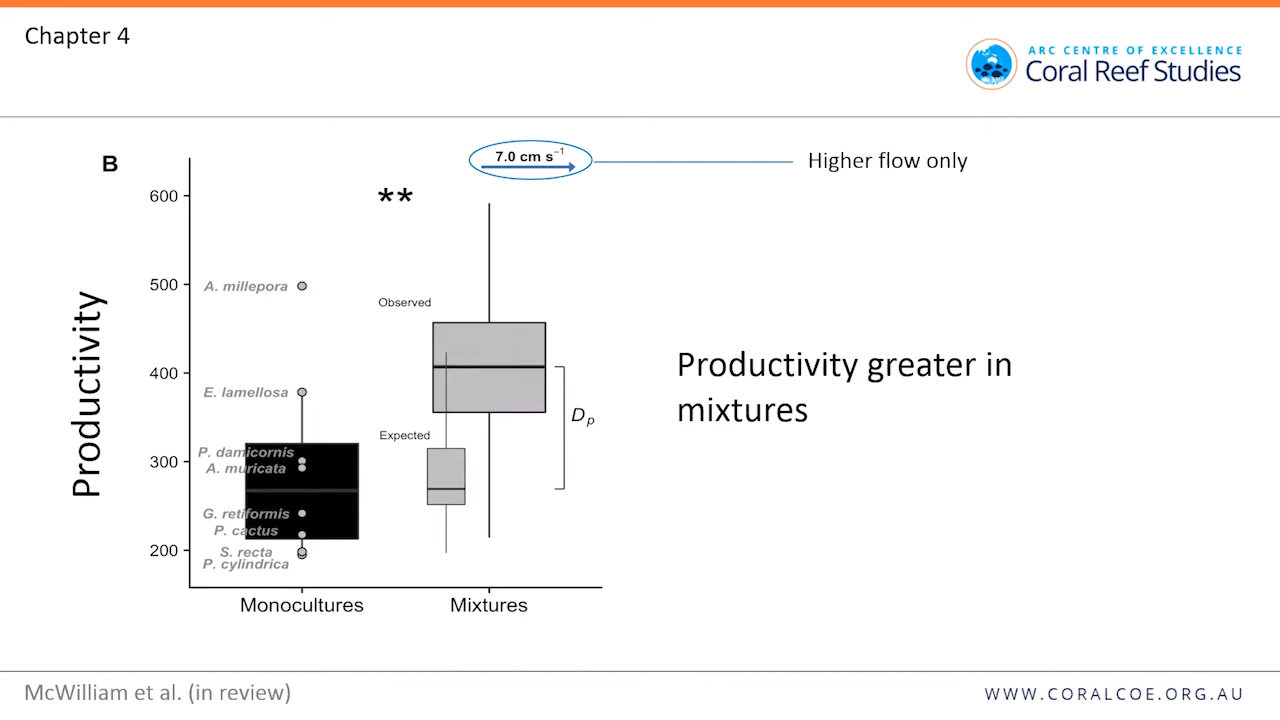 Chapter 4
ARC CENTRE OF EXCELLENCE
Coral Reef Studies
B
7.0 cm s⁻¹
Higher flow only
**
600
500
400
300
200
Productivity
A. millepora
E. lamellosa
P. damicornis
A. muricata
G. retiformis
P. cactus
S. recta
P. cylindrica
Observed
Expected
Dₚ
Monocultures
Mixtures
Productivity greater in
mixtures
McWilliam et al. (in review)
WWW.CORALCOE.ORG.AU